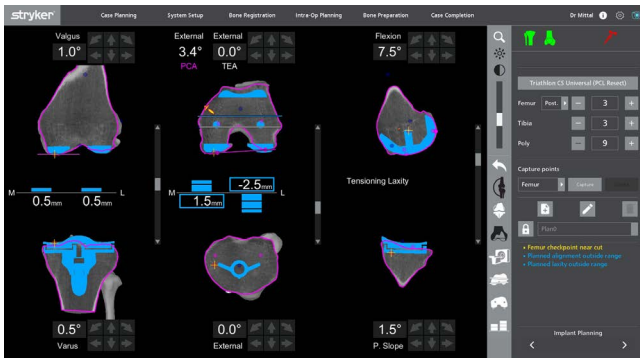 stryker
Case Planning
System Setup
Bone Registration
Intra-Op Planning
Bone Preparation
Case Completion
Dr Mittal
Valgus
1.0°
External
3.4°
PCA
External
0.0°
TEA
Flexion
7.5°
M
0.5mm
0.5mm
L
M
1.5mm
-2.5mm
L
Tensioning Laxity
0.5°
Varus
0.0°
External
1.5°
P. Slope
Triathlon CS Universal (PCL Resect)
Femur Post. 3
Tibia 3
Poly 9
Capture points
Femur
Capture
Plan0
• Femur checkpoint near cut
• Planned alignment outside range
• Planned laxity outside range
Implant Planning